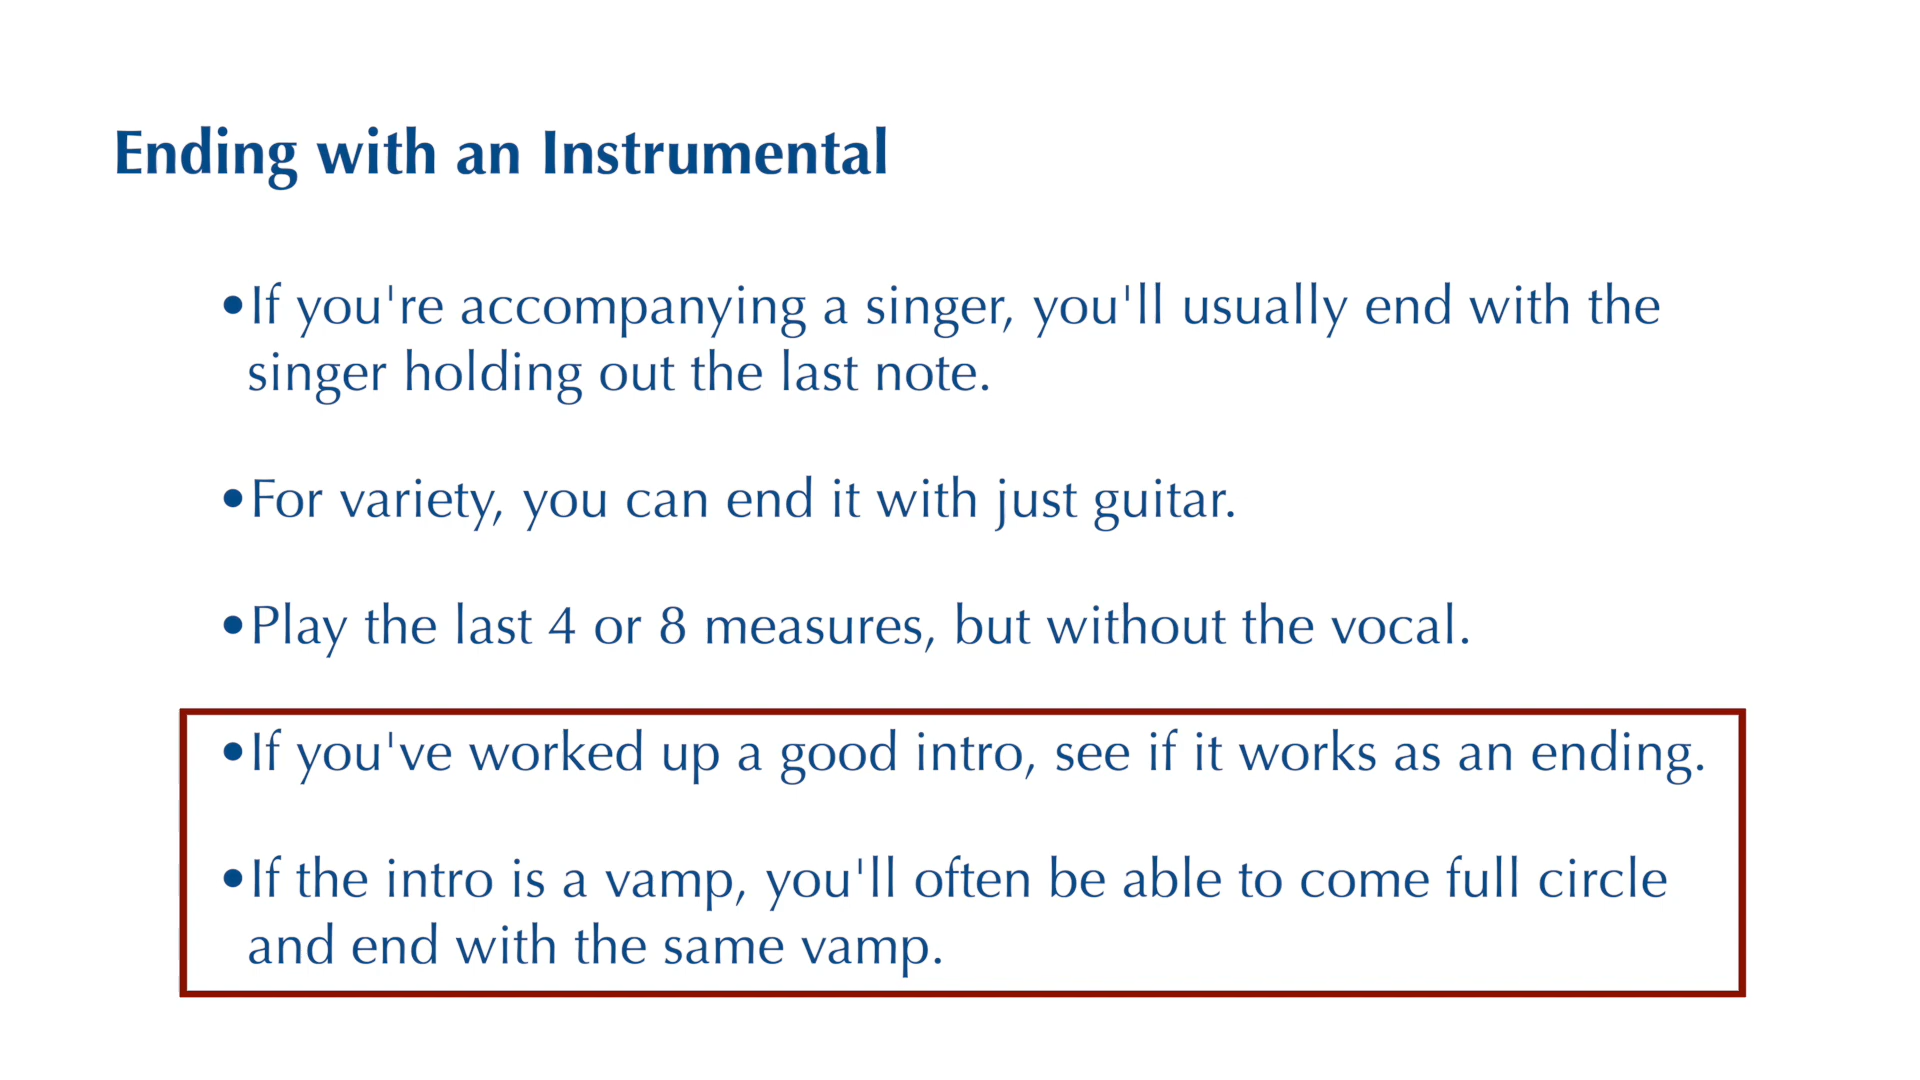 Ending with an Instrumental
•If you're accompanying a singer, you'll usually end with the
singer holding out the last note.
•For variety, you can end it with just guitar.
•Play the last 4 or 8 measures, but without the vocal.
•If you've worked up a good intro, see if it works as an ending.
•If the intro is a vamp, you'll often be able to come full circle
and end with the same vamp.